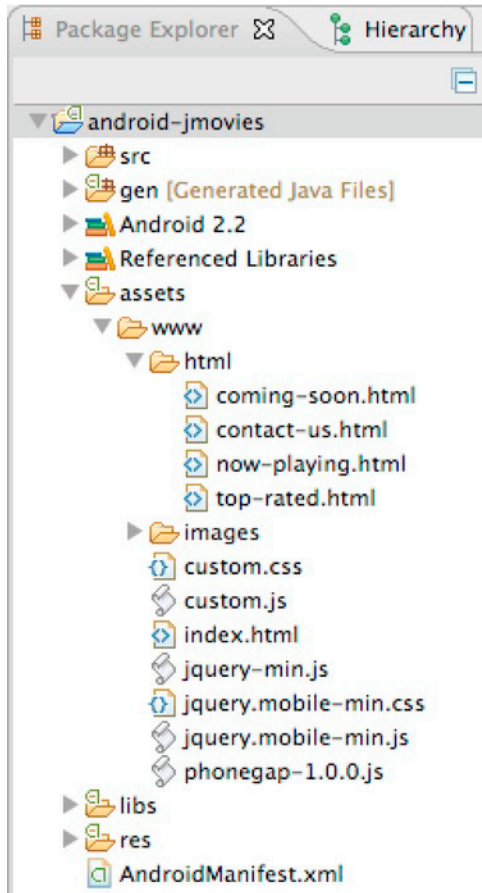 Package Explorer Hierarchy
android-jmovies
src
gen [Generated Java Files]
Android 2.2
Referenced Libraries
assets
www
html
coming-soon.html
contact-us.html
now-playing.html
top-rated.html
images
custom.css
custom.js
index.html
jquery-min.js
jquery.mobile-min.css
jquery.mobile-min.js
phonegap-1.0.0.js
libs
res
AndroidManifest.xml